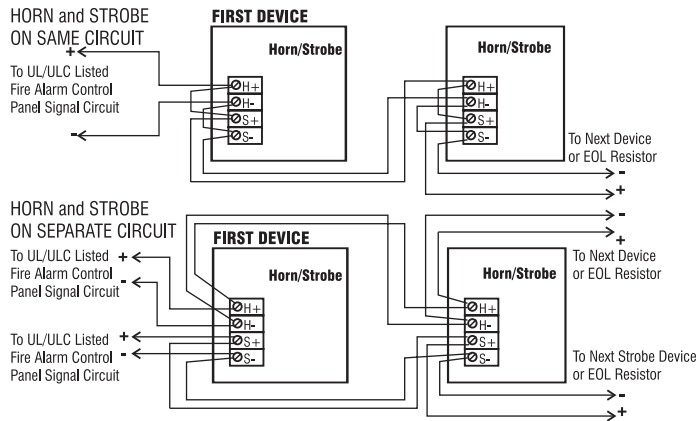 HORN and STROBE
ON SAME CIRCUIT
+
To UL/ULC Listed
Fire Alarm Control
Panel Signal Circuit
-
FIRST DEVICE
Horn/Strobe
H+
H-
S+
S-
Horn/Strobe
H+
H-
S+
S-
To Next Device
or EOL Resistor
-
+
HORN and STROBE
ON SEPARATE CIRCUIT
To UL/ULC Listed
Fire Alarm Control
Panel Signal Circuit
+
-
To UL/ULC Listed
Fire Alarm Control
Panel Signal Circuit
+
-
FIRST DEVICE
Horn/Strobe
H+
H-
S+
S-
Horn/Strobe
H+
H-
S+
S-
-
+
To Next Device
or EOL Resistor
To Next Strobe Device
or EOL Resistor
-
+